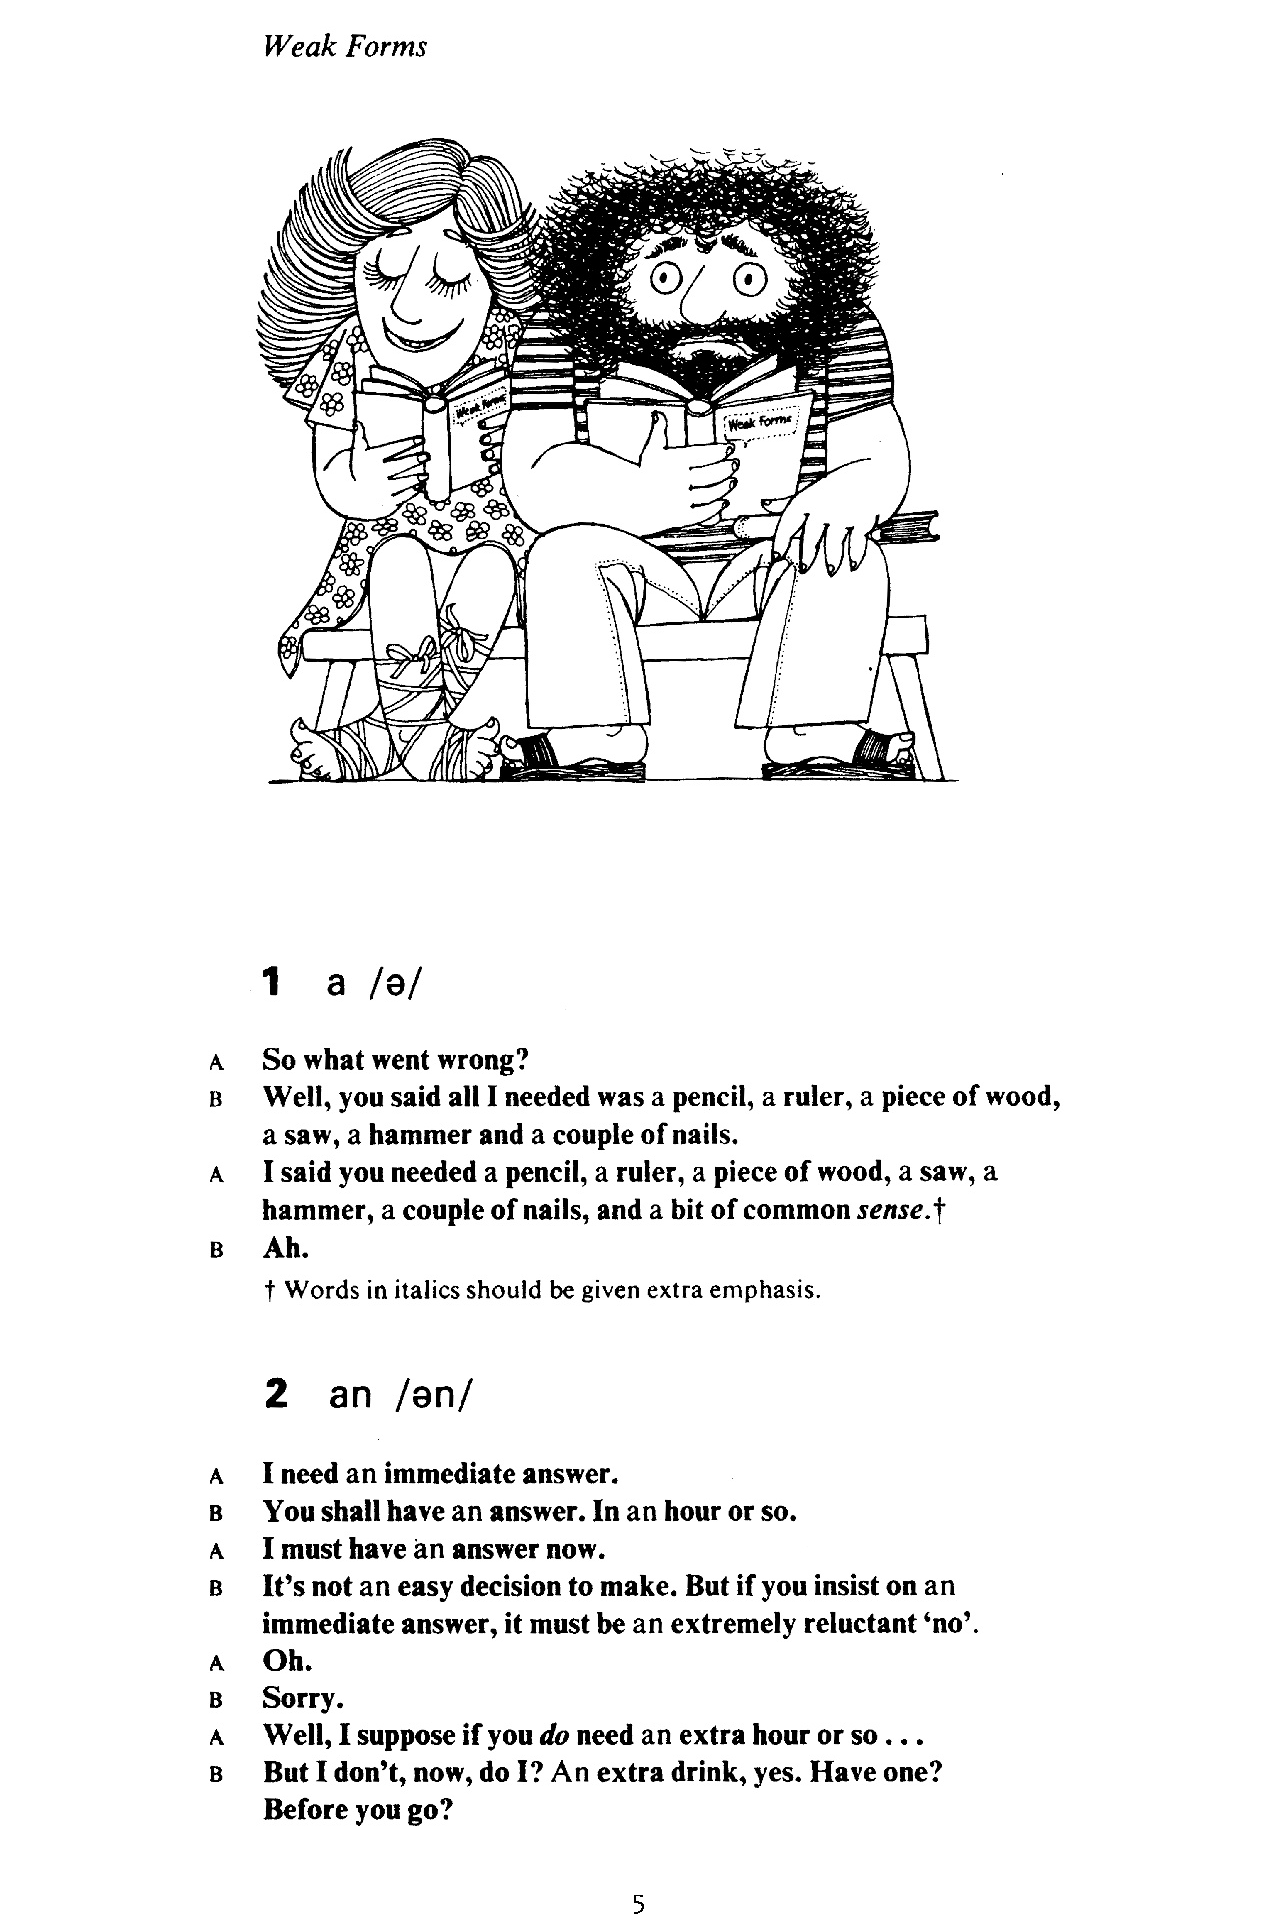 Weak Forms
Weak Forms
Weak Forms
1 a /ə/
A So what went wrong?
B Well, you said all I needed was a pencil, a ruler, a piece of wood,
a saw, a hammer and a couple of nails.
A I said you needed a pencil, a ruler, a piece of wood, a saw, a
hammer, a couple of nails, and a bit of common sense.†
B Ah.
† Words in italics should be given extra emphasis.
2 an /ən/
A I need an immediate answer.
B You shall have an answer. In an hour or so.
A I must have an answer now.
B It's not an easy decision to make. But if you insist on an
immediate answer, it must be an extremely reluctant ‘no’.
A Oh.
B Sorry.
A Well, I suppose if you do need an extra hour or so . . .
B But I don't, now, do I? An extra drink, yes. Have one?
Before you go?
5